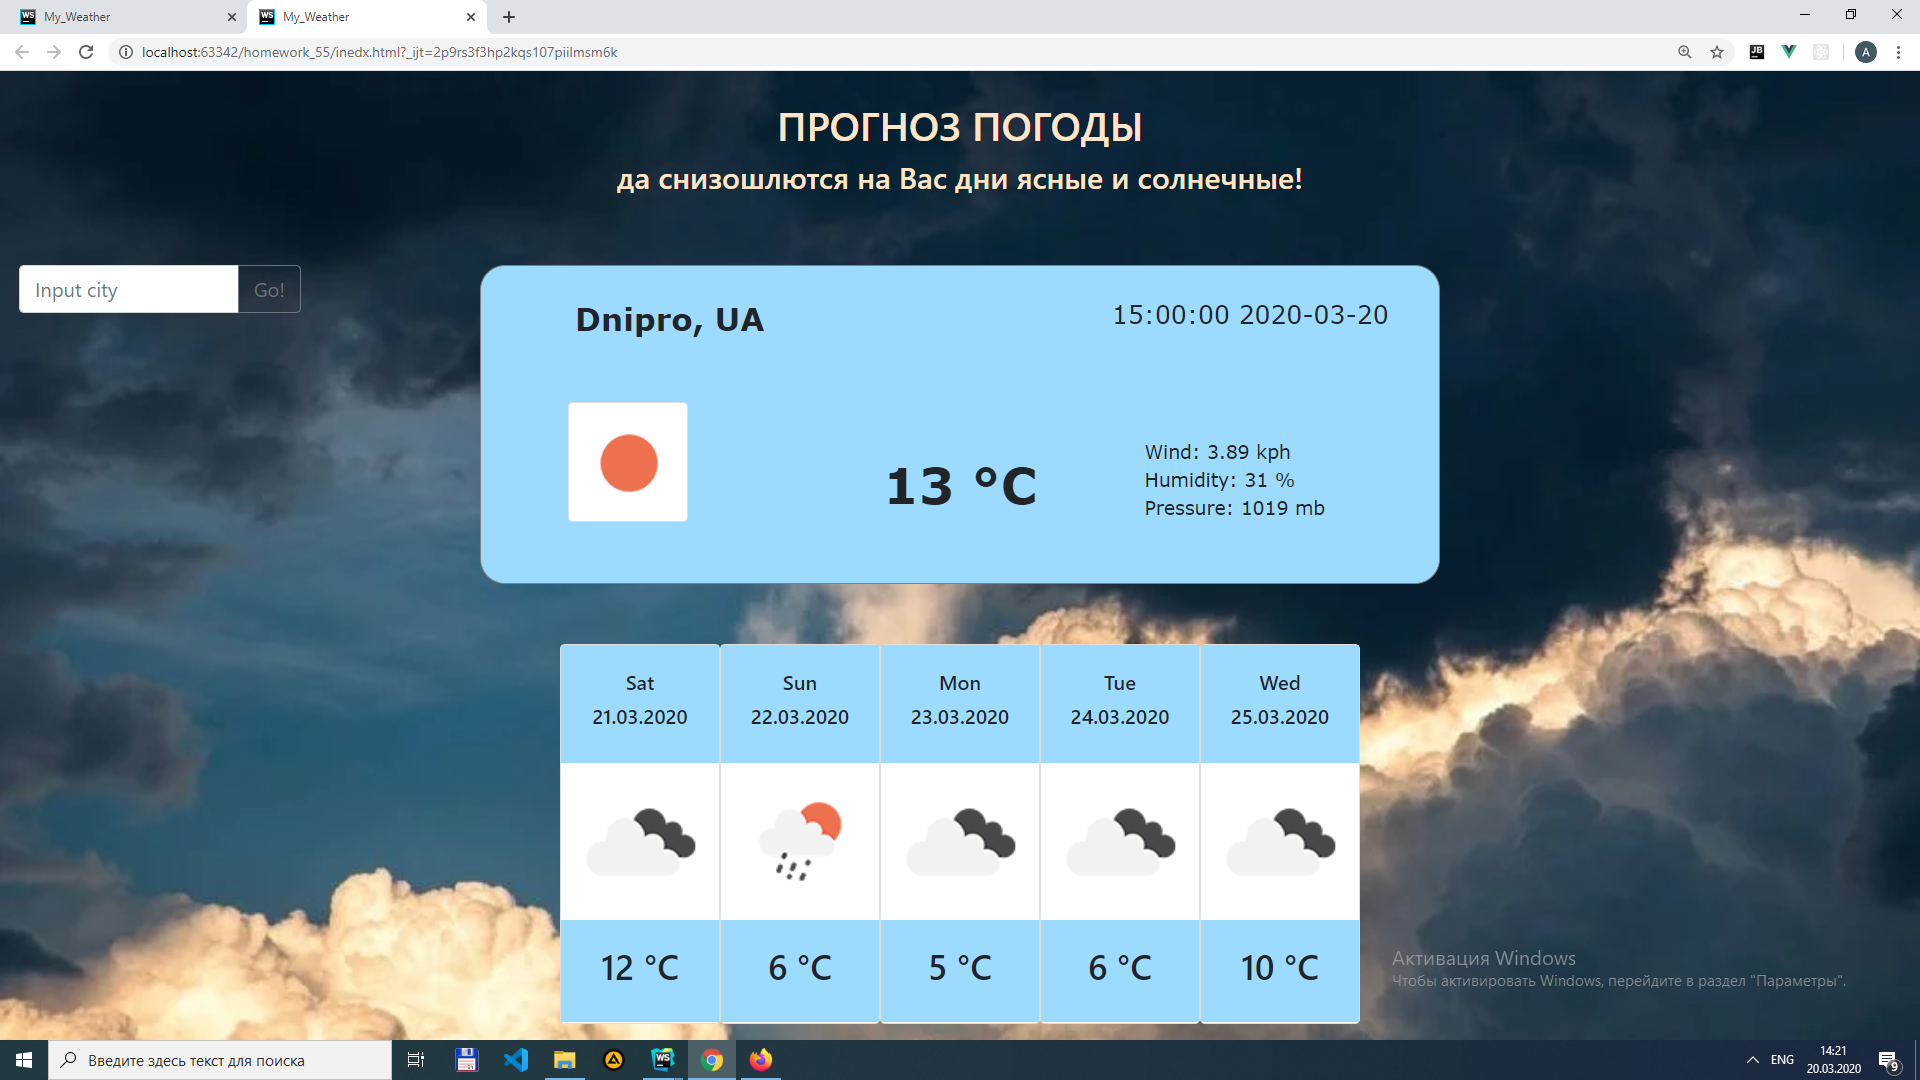 My_Weather
My_Weather
localhost:63342/homework_55/inedx.html?_ijt=2p9rs3f3hp2kqs107piilmsm6k
JB
A
ПРОГНОЗ ПОГОДЫ
да снизошлются на Вас дни ясные и солнечные!
Input city
Go!
Dnipro, UA
15:00:00 2020-03-20
13 °C
Wind: 3.89 kph
Humidity: 31 %
Pressure: 1019 mb
Sat
21.03.2020
12 °C
Sun
22.03.2020
6 °C
Mon
23.03.2020
5 °C
Tue
24.03.2020
6 °C
Wed
25.03.2020
10 °C
Активация Windows
Чтобы активировать Windows, перейдите в раздел "Параметры".
Введите здесь текст для поиска
WS
ENG
14:21
20.03.2020
9